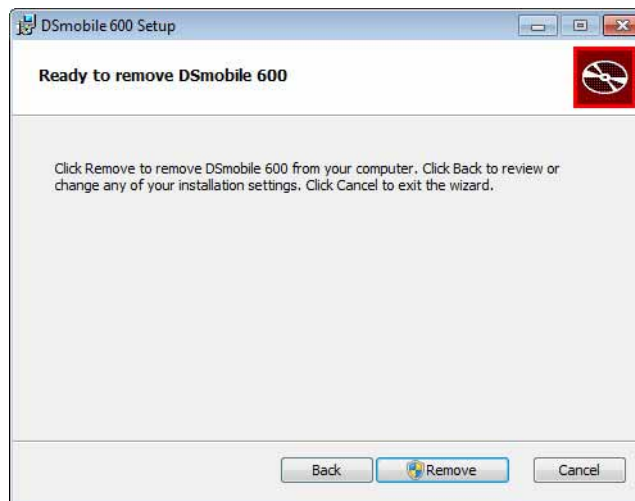 DSmobile 600 Setup
Ready to remove DSmobile 600
Click Remove to remove DSmobile 600 from your computer. Click Back to review or
change any of your installation settings. Click Cancel to exit the wizard.
Back
Remove
Cancel